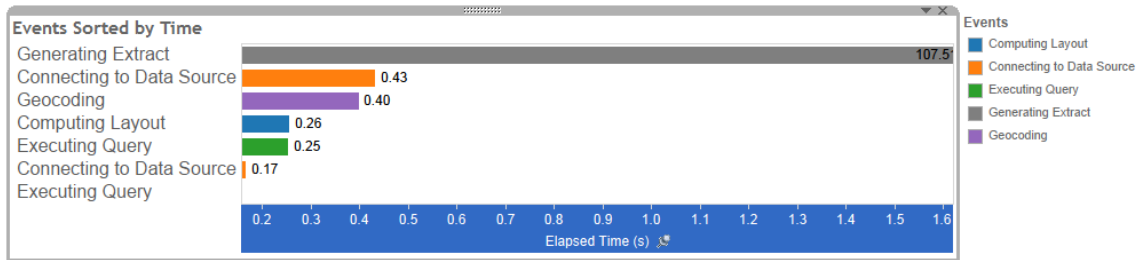 Events Sorted by Time
Generating Extract 107.51
Connecting to Data Source 0.43
Geocoding 0.40
Computing Layout 0.26
Executing Query 0.25
Connecting to Data Source 0.17
Executing Query
0.2 0.3 0.4 0.5 0.6 0.7 0.8 0.9 1.0 1.1 1.2 1.3 1.4 1.5 1.6
Elapsed Time (s)
Events
Computing Layout
Connecting to Data Source
Executing Query
Generating Extract
Geocoding